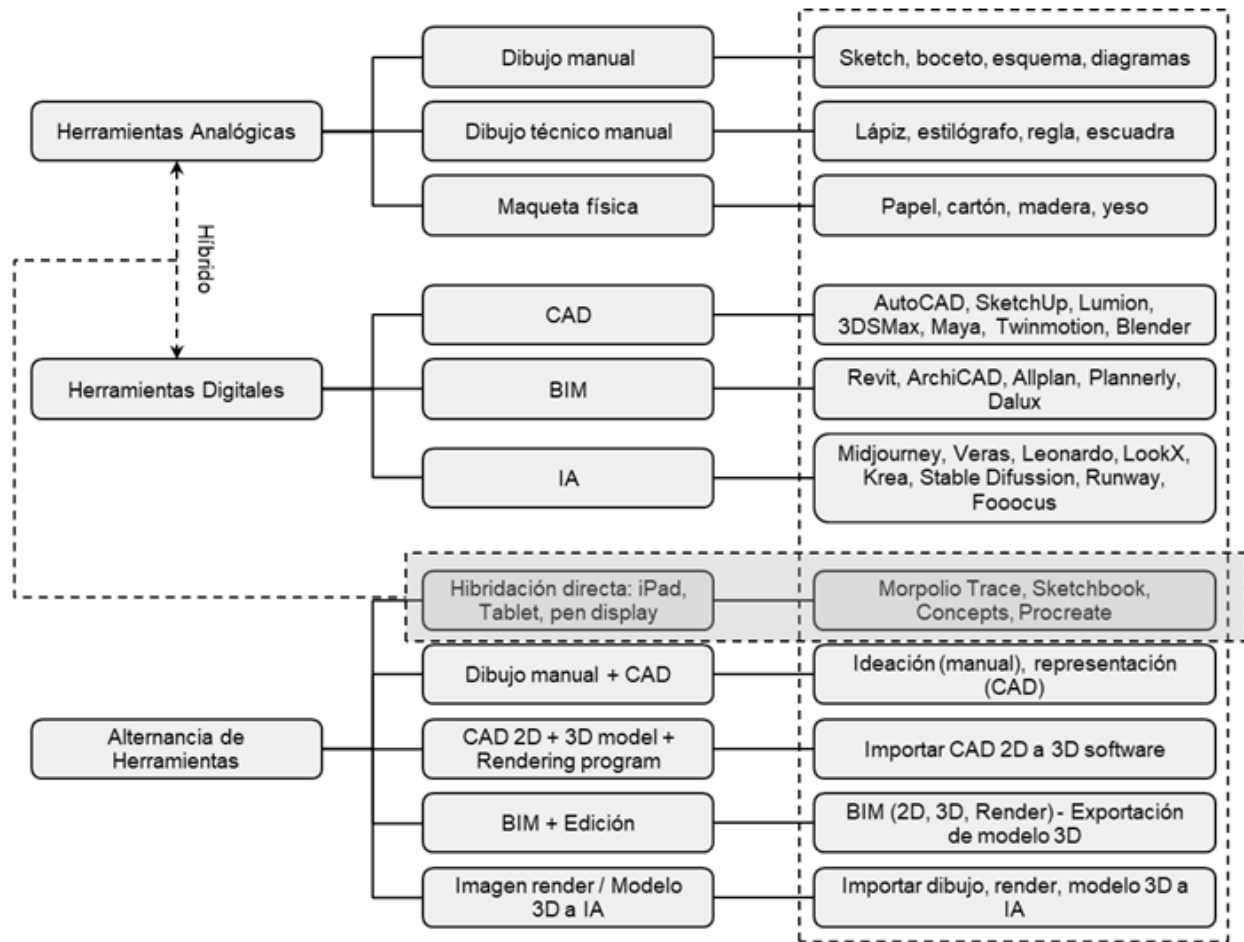 Dibujo manual
Sketch, boceto, esquema, diagramas
Herramientas Analógicas
Dibujo técnico manual
Lápiz, estilógrafo, regla, escuadra
Maqueta física
Papel, cartón, madera, yeso
Híbrido
CAD
AutoCAD, SketchUp, Lumion,
3DSMax, Maya, Twinmotion, Blender
Herramientas Digitales
BIM
Revit, ArchiCAD, Allplan, Plannerly,
Dalux
IA
Midjourney, Veras, Leonardo, LookX,
Krea, Stable Difussion, Runway,
Fooocus
Hibridación directa: iPad,
Tablet, pen display
Morpolio Trace, Sketchbook,
Concepts, Procreate
Dibujo manual + CAD
Ideación (manual), representación
(CAD)
Alternancia de
Herramientas
CAD 2D + 3D model +
Rendering program
Importar CAD 2D a 3D software
BIM + Edición
BIM (2D, 3D, Render) - Exportación
de modelo 3D
Imagen render / Modelo
3D a IA
Importar dibujo, render, modelo 3D a
IA